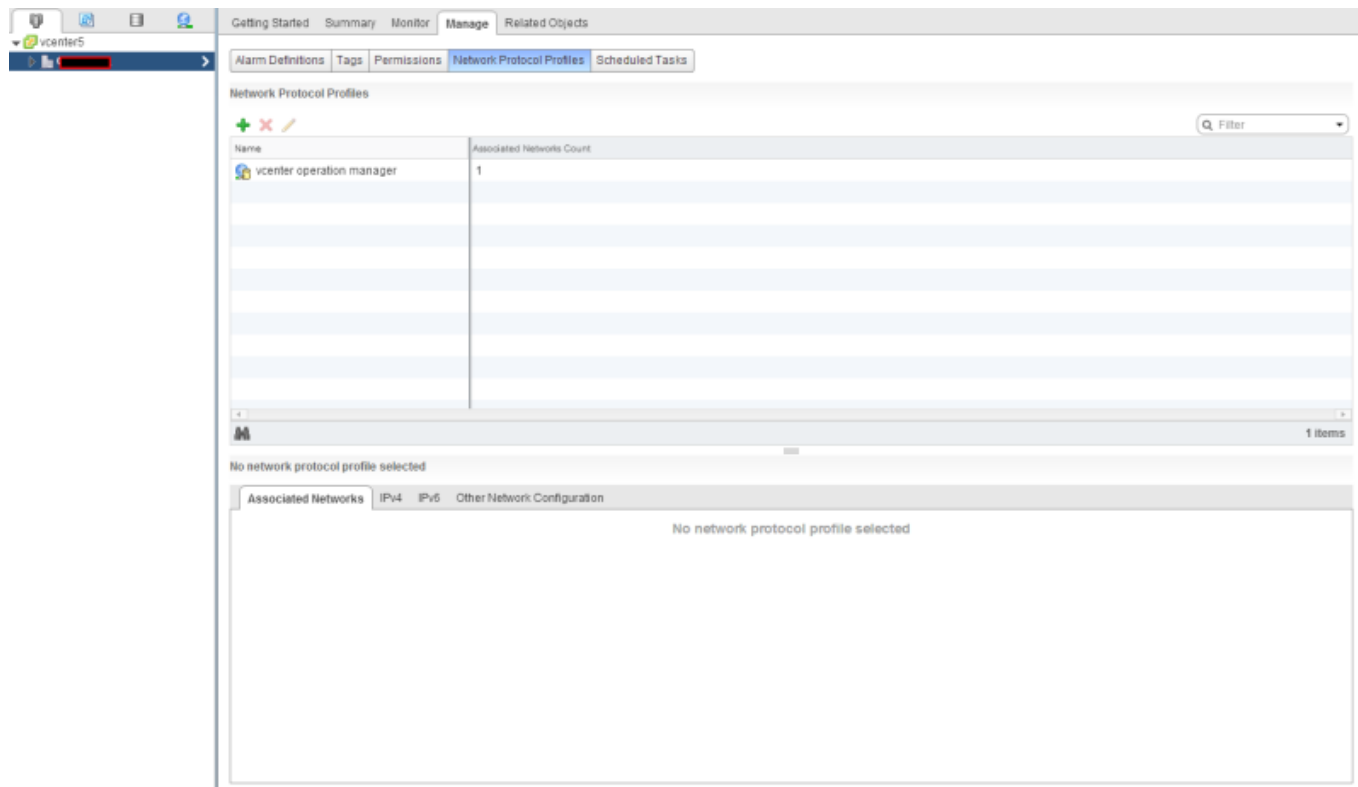 Getting Started Summary Monitor Manage Related Objects
vcenter5
Alarm Definitions Tags Permissions Network Protocol Profiles Scheduled Tasks
Network Protocol Profiles
Filter
Name Associated Networks Count
vcenter operation manager 1
1 items
No network protocol profile selected
Associated Networks IPv4 IPv6 Other Network Configuration
No network protocol profile selected